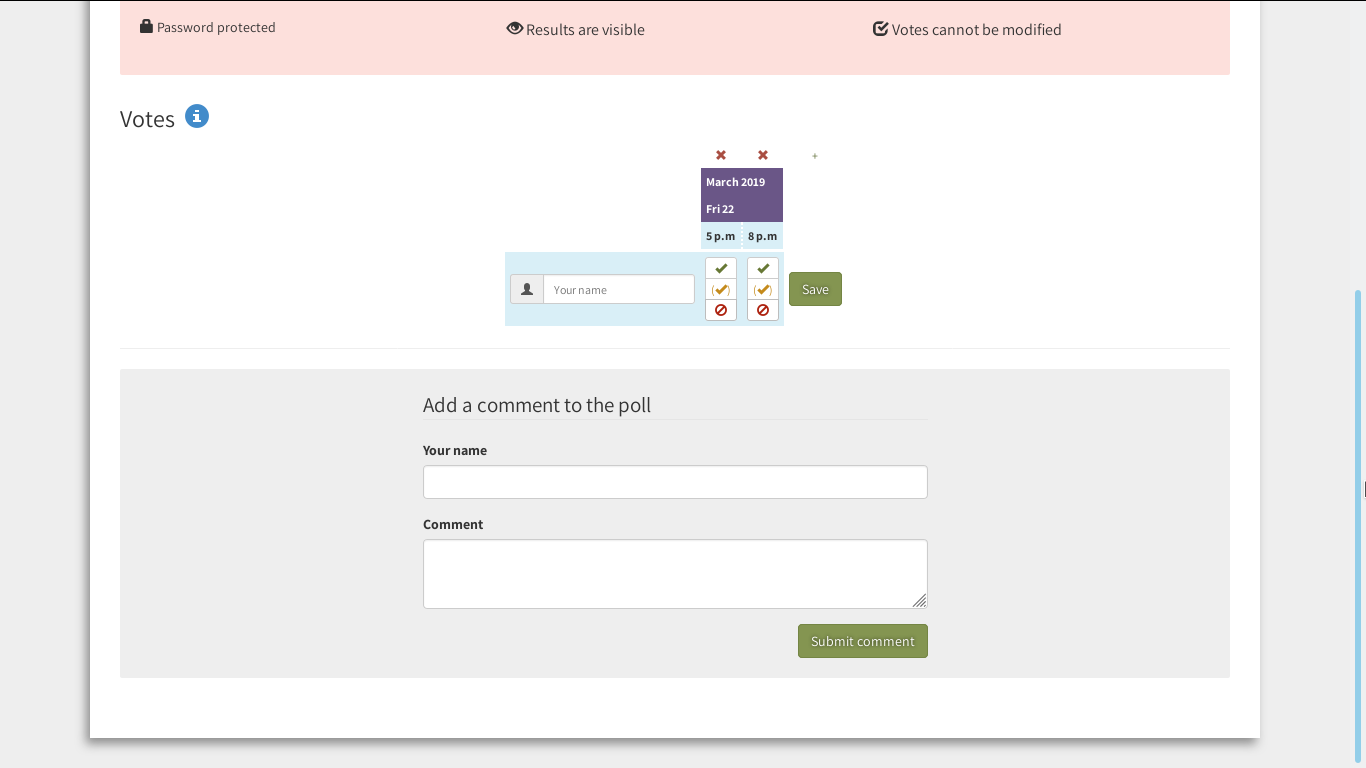 Password protected
Results are visible
Votes cannot be modified
Votes
March 2019
Fri 22
5 p.m
8 p.m
Your name
Save
Add a comment to the poll
Your name
Comment
Submit comment